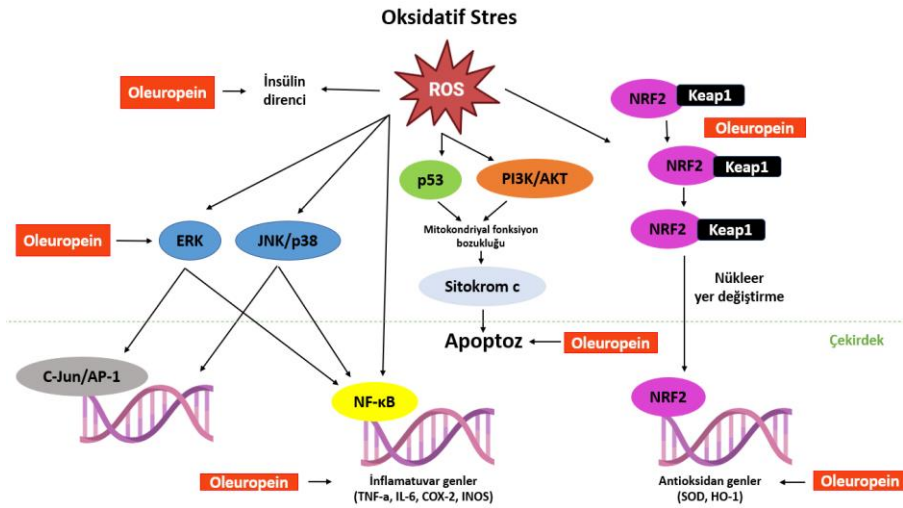 Oksidatif Stres
Oleuropein
İnsülin
direnci
ROS
NRF2
Keap1
Oleuropein
p53
PI3K/AKT
NRF2
Keap1
Oleuropein
ERK
JNK/p38
Mitokondriyal fonksiyon
bozukluğu
NRF2
Keap1
Sitokrom c
Nükleer
yer değiştirme
Apoptoz
Oleuropein
Çekirdek
C-Jun/AP-1
NF-κB
NRF2
Oleuropein
İnflamatuvar genler
(TNF-a, IL-6, COX-2, INOS)
Antioksidan genler
(SOD, HO-1)
Oleuropein